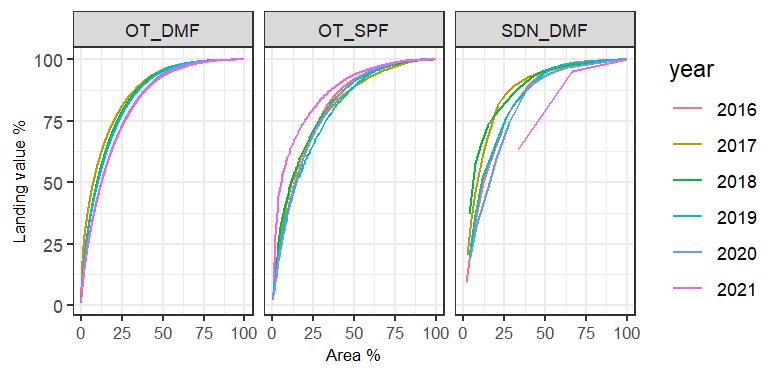 OT_DMF OT_SPF SDN_DMF
100
75
50
25
0
Landing value %
0 25 50 75 100 0 25 50 75 100 0 25 50 75 100
Area %
year
2016
2017
2018
2019
2020
2021